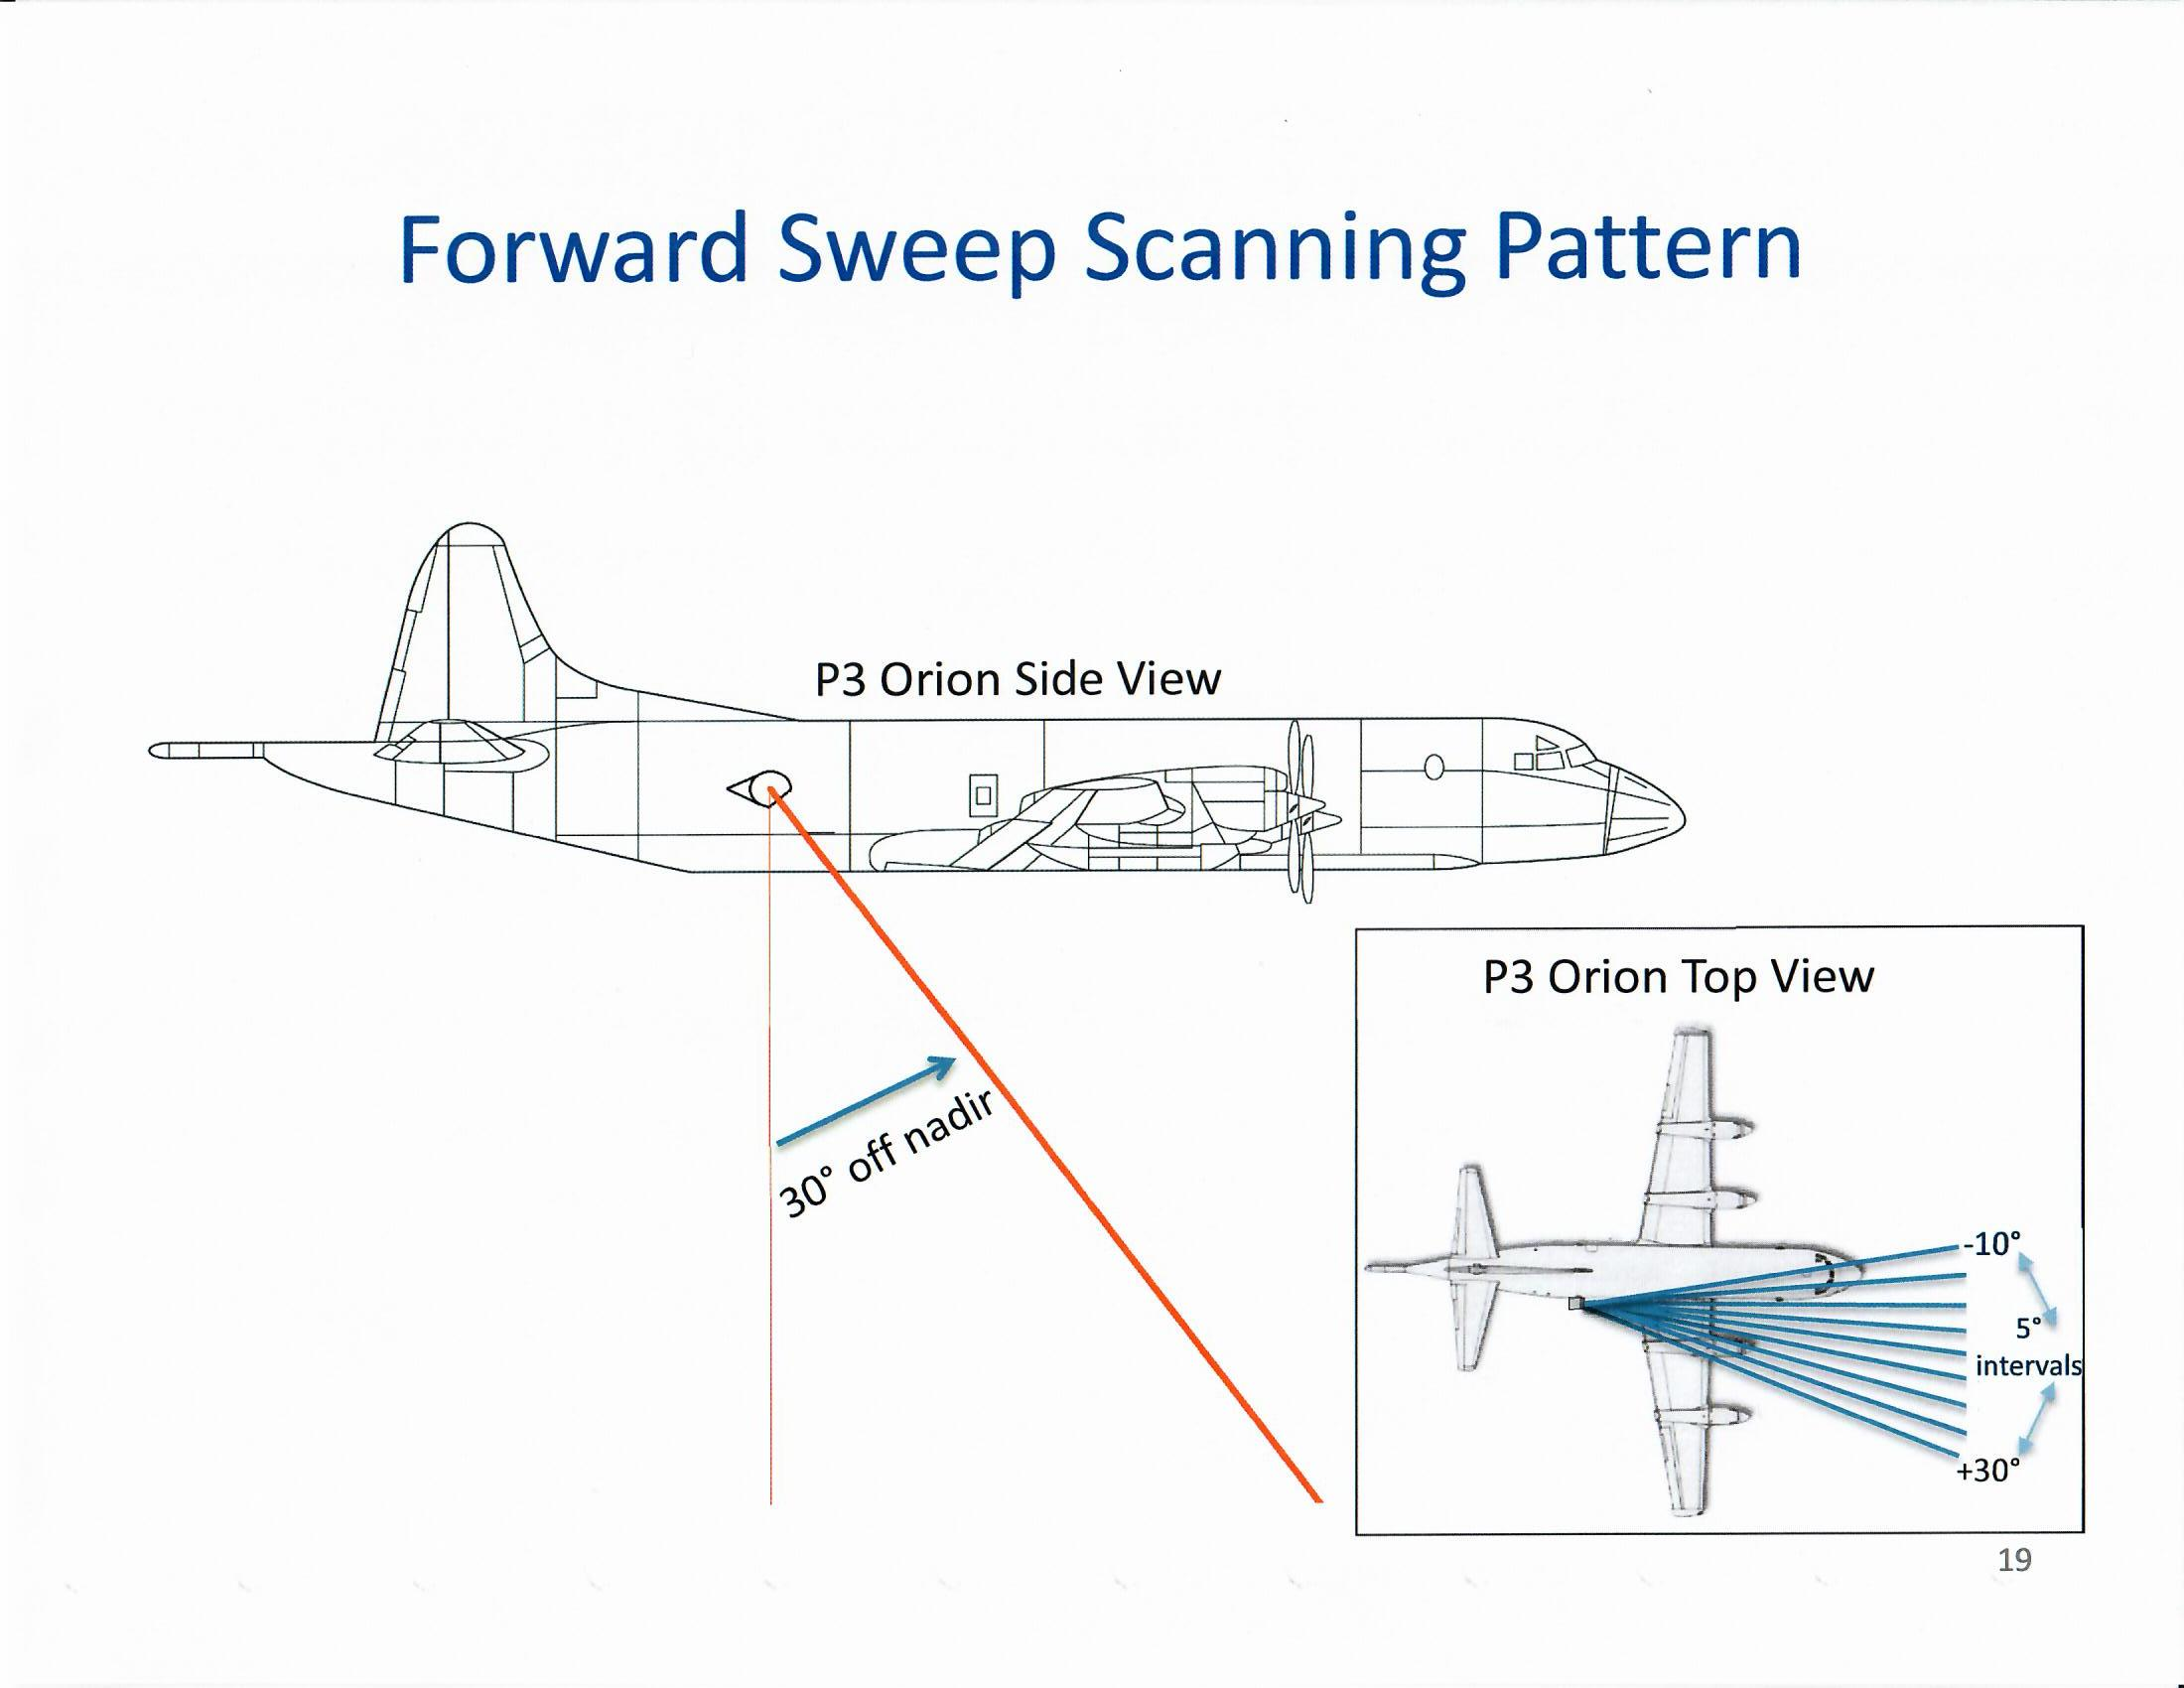 Forward Sweep Scanning Pattern
P3 Orion Side View
30° off nadir
P3 Orion Top View
-10°
5°
intervals
+30°
19